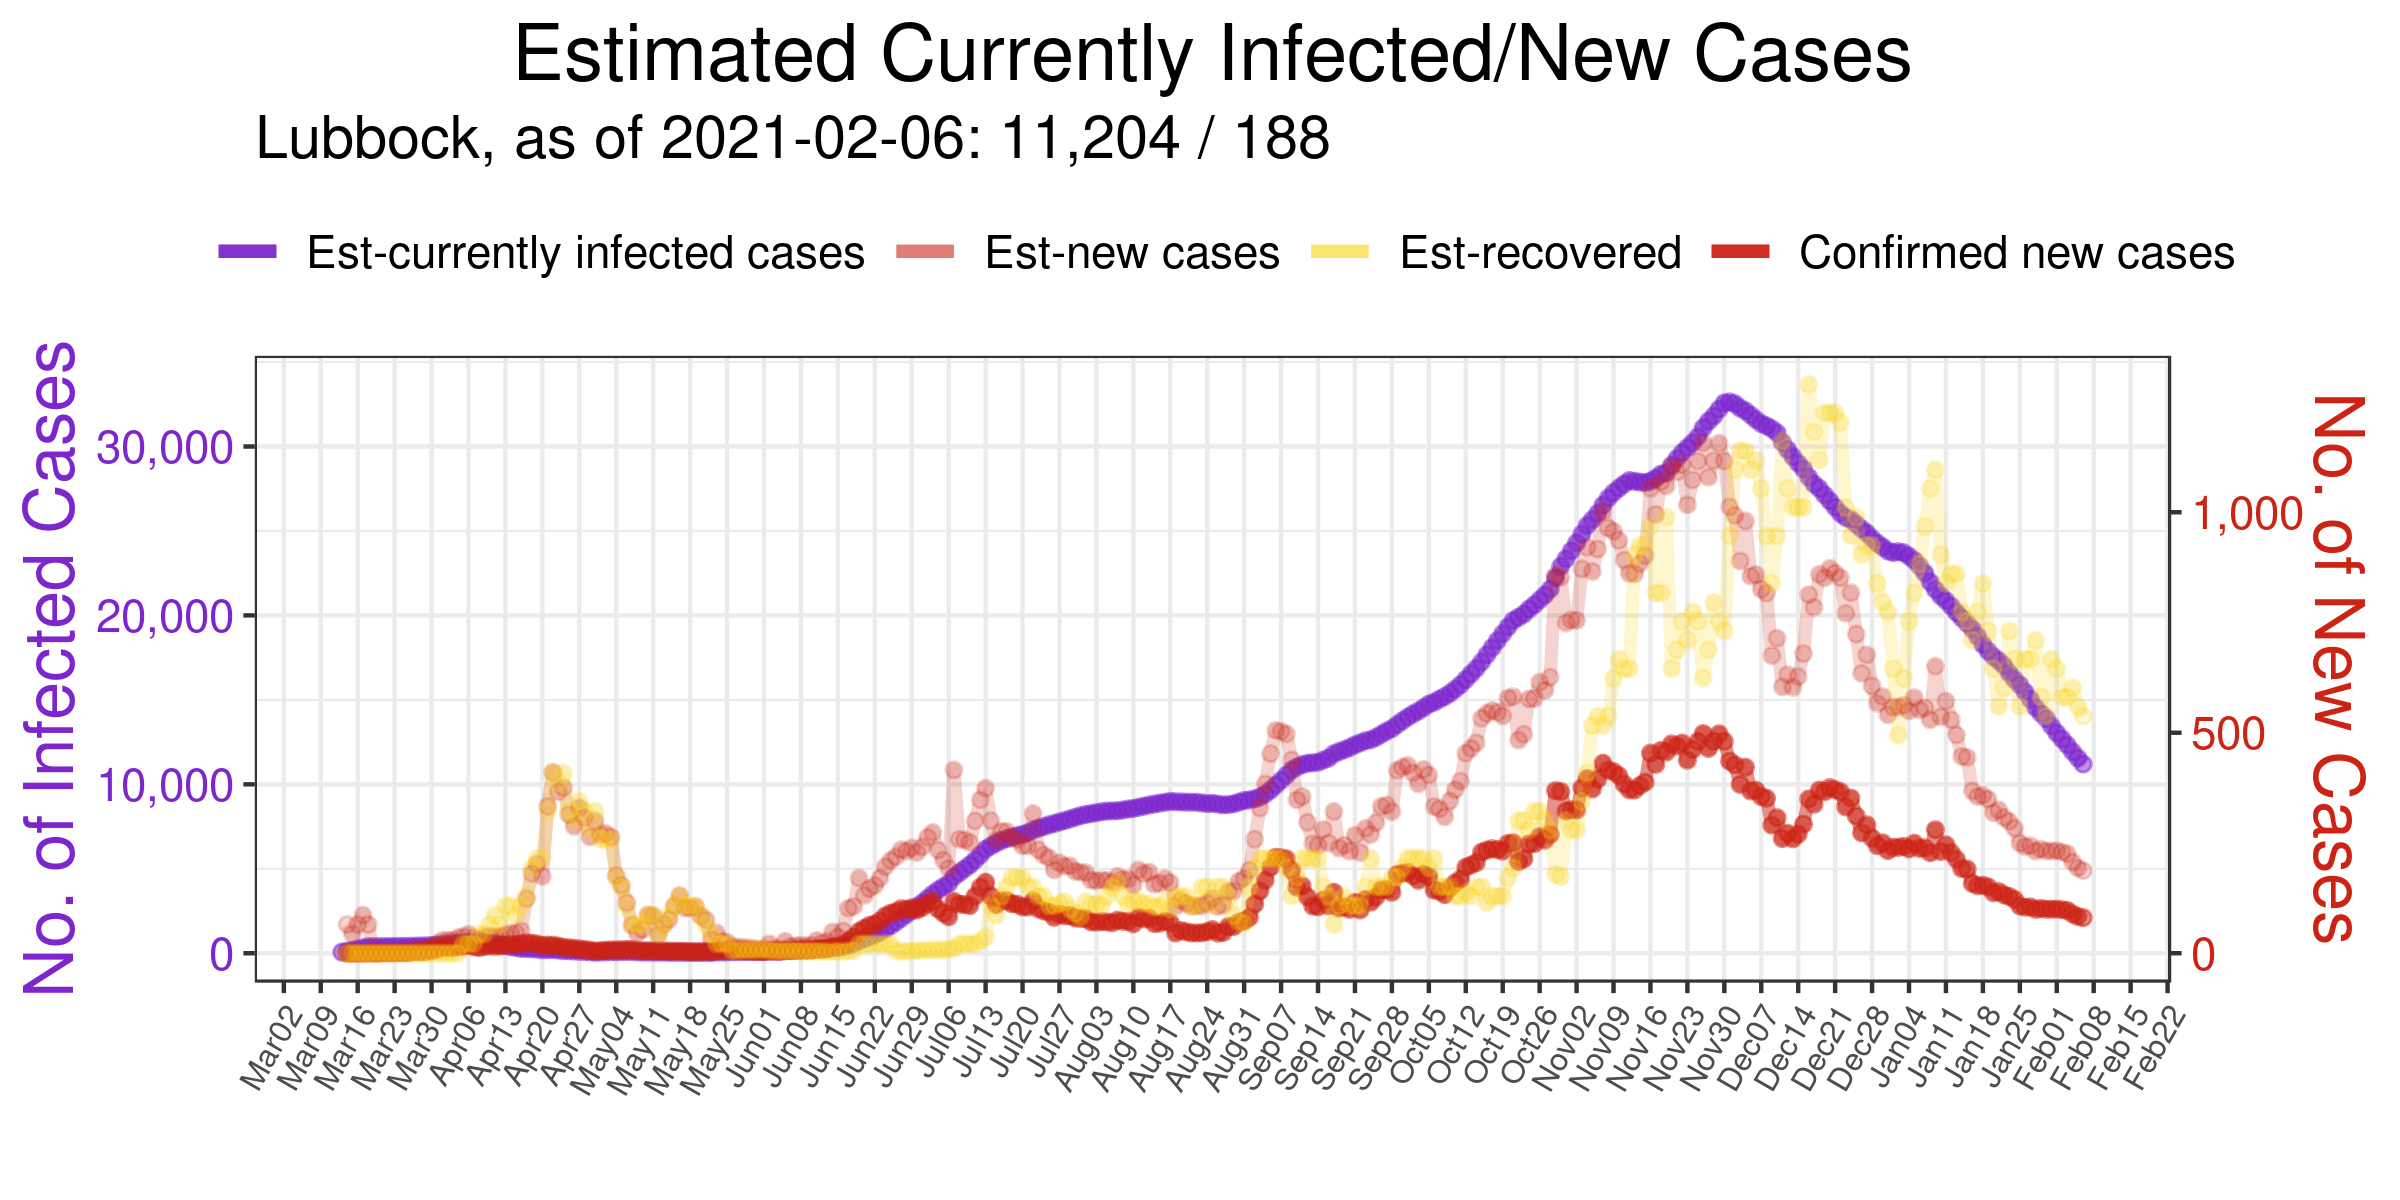 Estimated Currently Infected/New Cases
Lubbock, as of 2021-02-06: 11,204 / 188
Est-currently infected cases Est-new cases Est-recovered Confirmed new cases
No. of Infected Cases
30,000
20,000
10,000
0
1,000
500
0
No. of New Cases
Mar02 Mar09 Mar16 Mar23 Mar30 Apr06 Apr13 Apr20 Apr27 May04 May11 May18 May25 Jun01 Jun08 Jun15 Jun22 Jun29 Jul06 Jul13 Jul20 Jul27 Aug03 Aug10 Aug17 Aug24 Aug31 Sep07 Sep14 Sep21 Sep28 Oct05 Oct12 Oct19 Oct26 Nov02 Nov09 Nov16 Nov23 Nov30 Dec07 Dec14 Dec21 Dec28 Jan04 Jan11 Jan18 Jan25 Feb01 Feb08 Feb15 Feb22